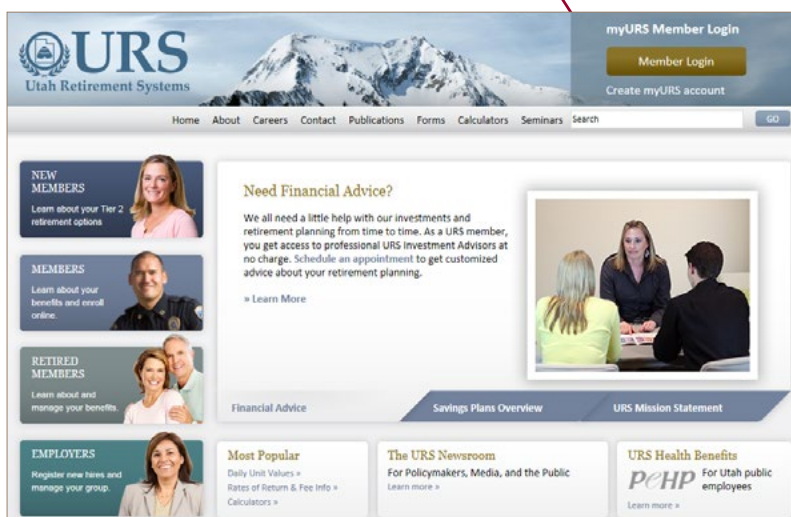 URS
Utah Retirement Systems
myURS Member Login
Member Login
Create myURS account
Home About Careers Contact Publications Forms Calculators Seminars Search GO
NEW
MEMBERS
Learn about your Tier 2
retirement options
MEMBERS
Learn about your
benefits and enroll
online.
RETIRED
MEMBERS
Learn about and
manage your benefits.
EMPLOYERS
Register new hires and
manage your group.
Need Financial Advice?
We all need a little help with our investments and
retirement planning from time to time. As a URS member,
you get access to professional URS Investment Advisors at
no charge. Schedule an appointment to get customized
advice about your retirement planning.
» Learn More
Financial Advice
Savings Plans Overview
URS Mission Statement
Most Popular
Daily Unit Values »
Rates of Return & Fee Info »
Calculators »
The URS Newsroom
For Policymakers, Media, and the Public
Learn more »
URS Health Benefits
PEHP
For Utah public
employees
Learn more »